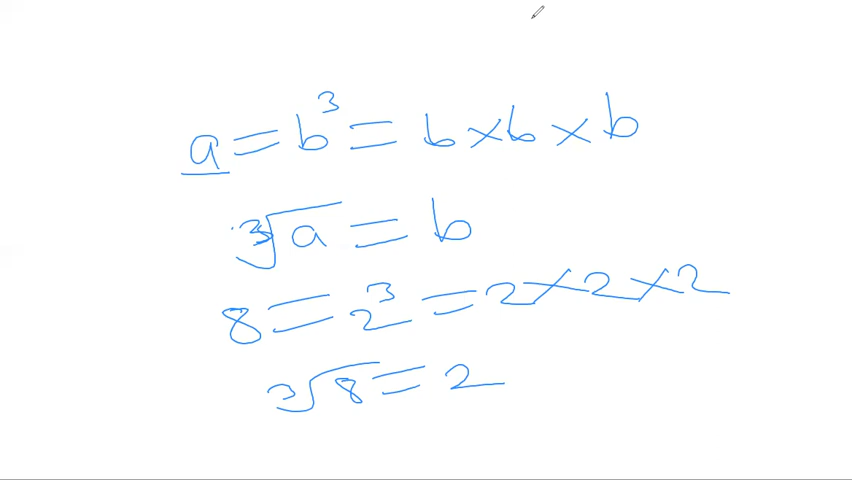 a = b³ = b × b × b
∛a = b
8 = 2³ = 2 × 2 × 2
∛8 = 2